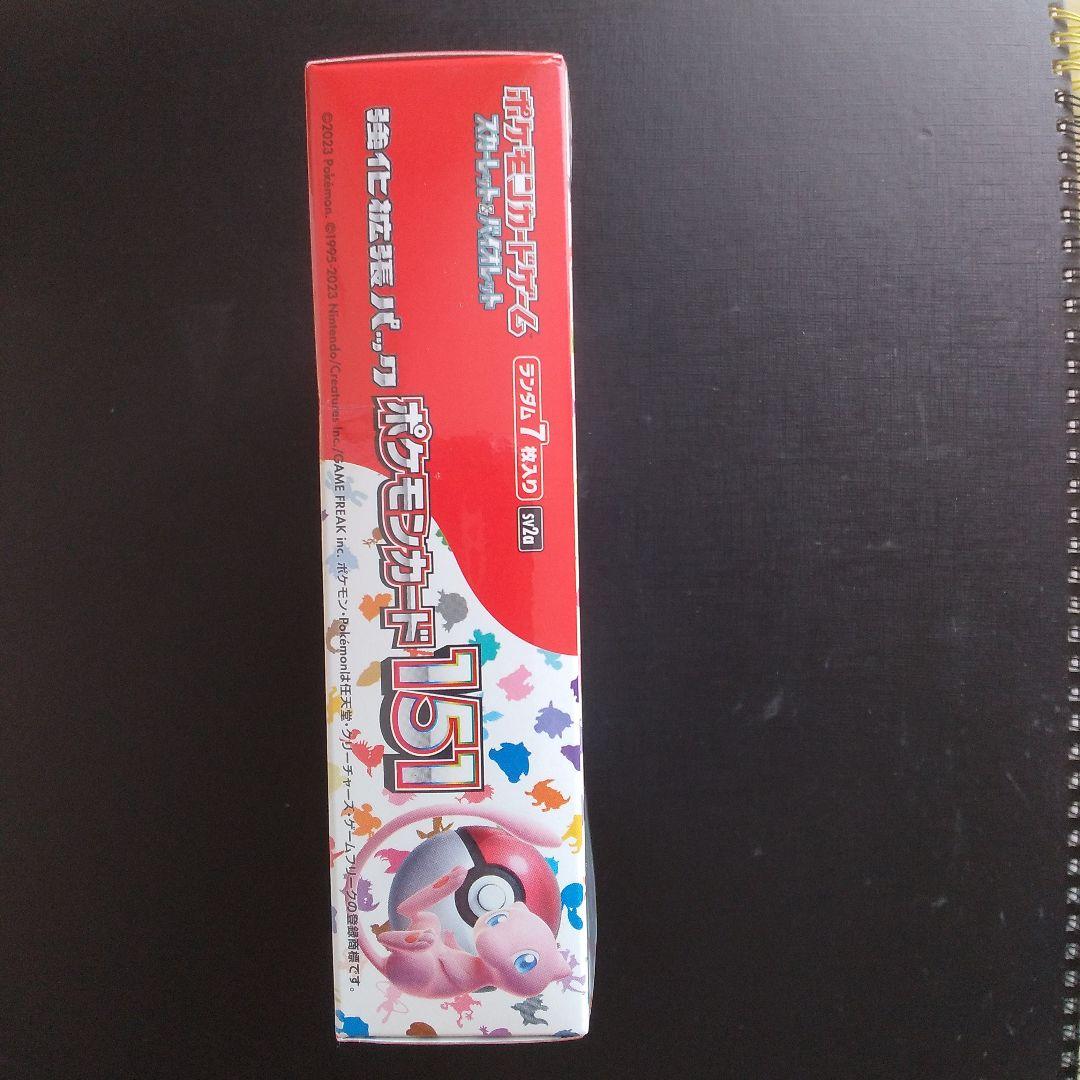 ポケモンカードゲーム
スカーレット&バイオレット
ランダム7枚入り
sv2a
強化拡張パック
ポケモンカード151
©2023 Pokémon. ©1995-2023 Nintendo/Creatures Inc./GAME FREAK inc. ポケモン・Pokémonは任天堂・クリーチャーズ・ゲームフリークの登録商標です。